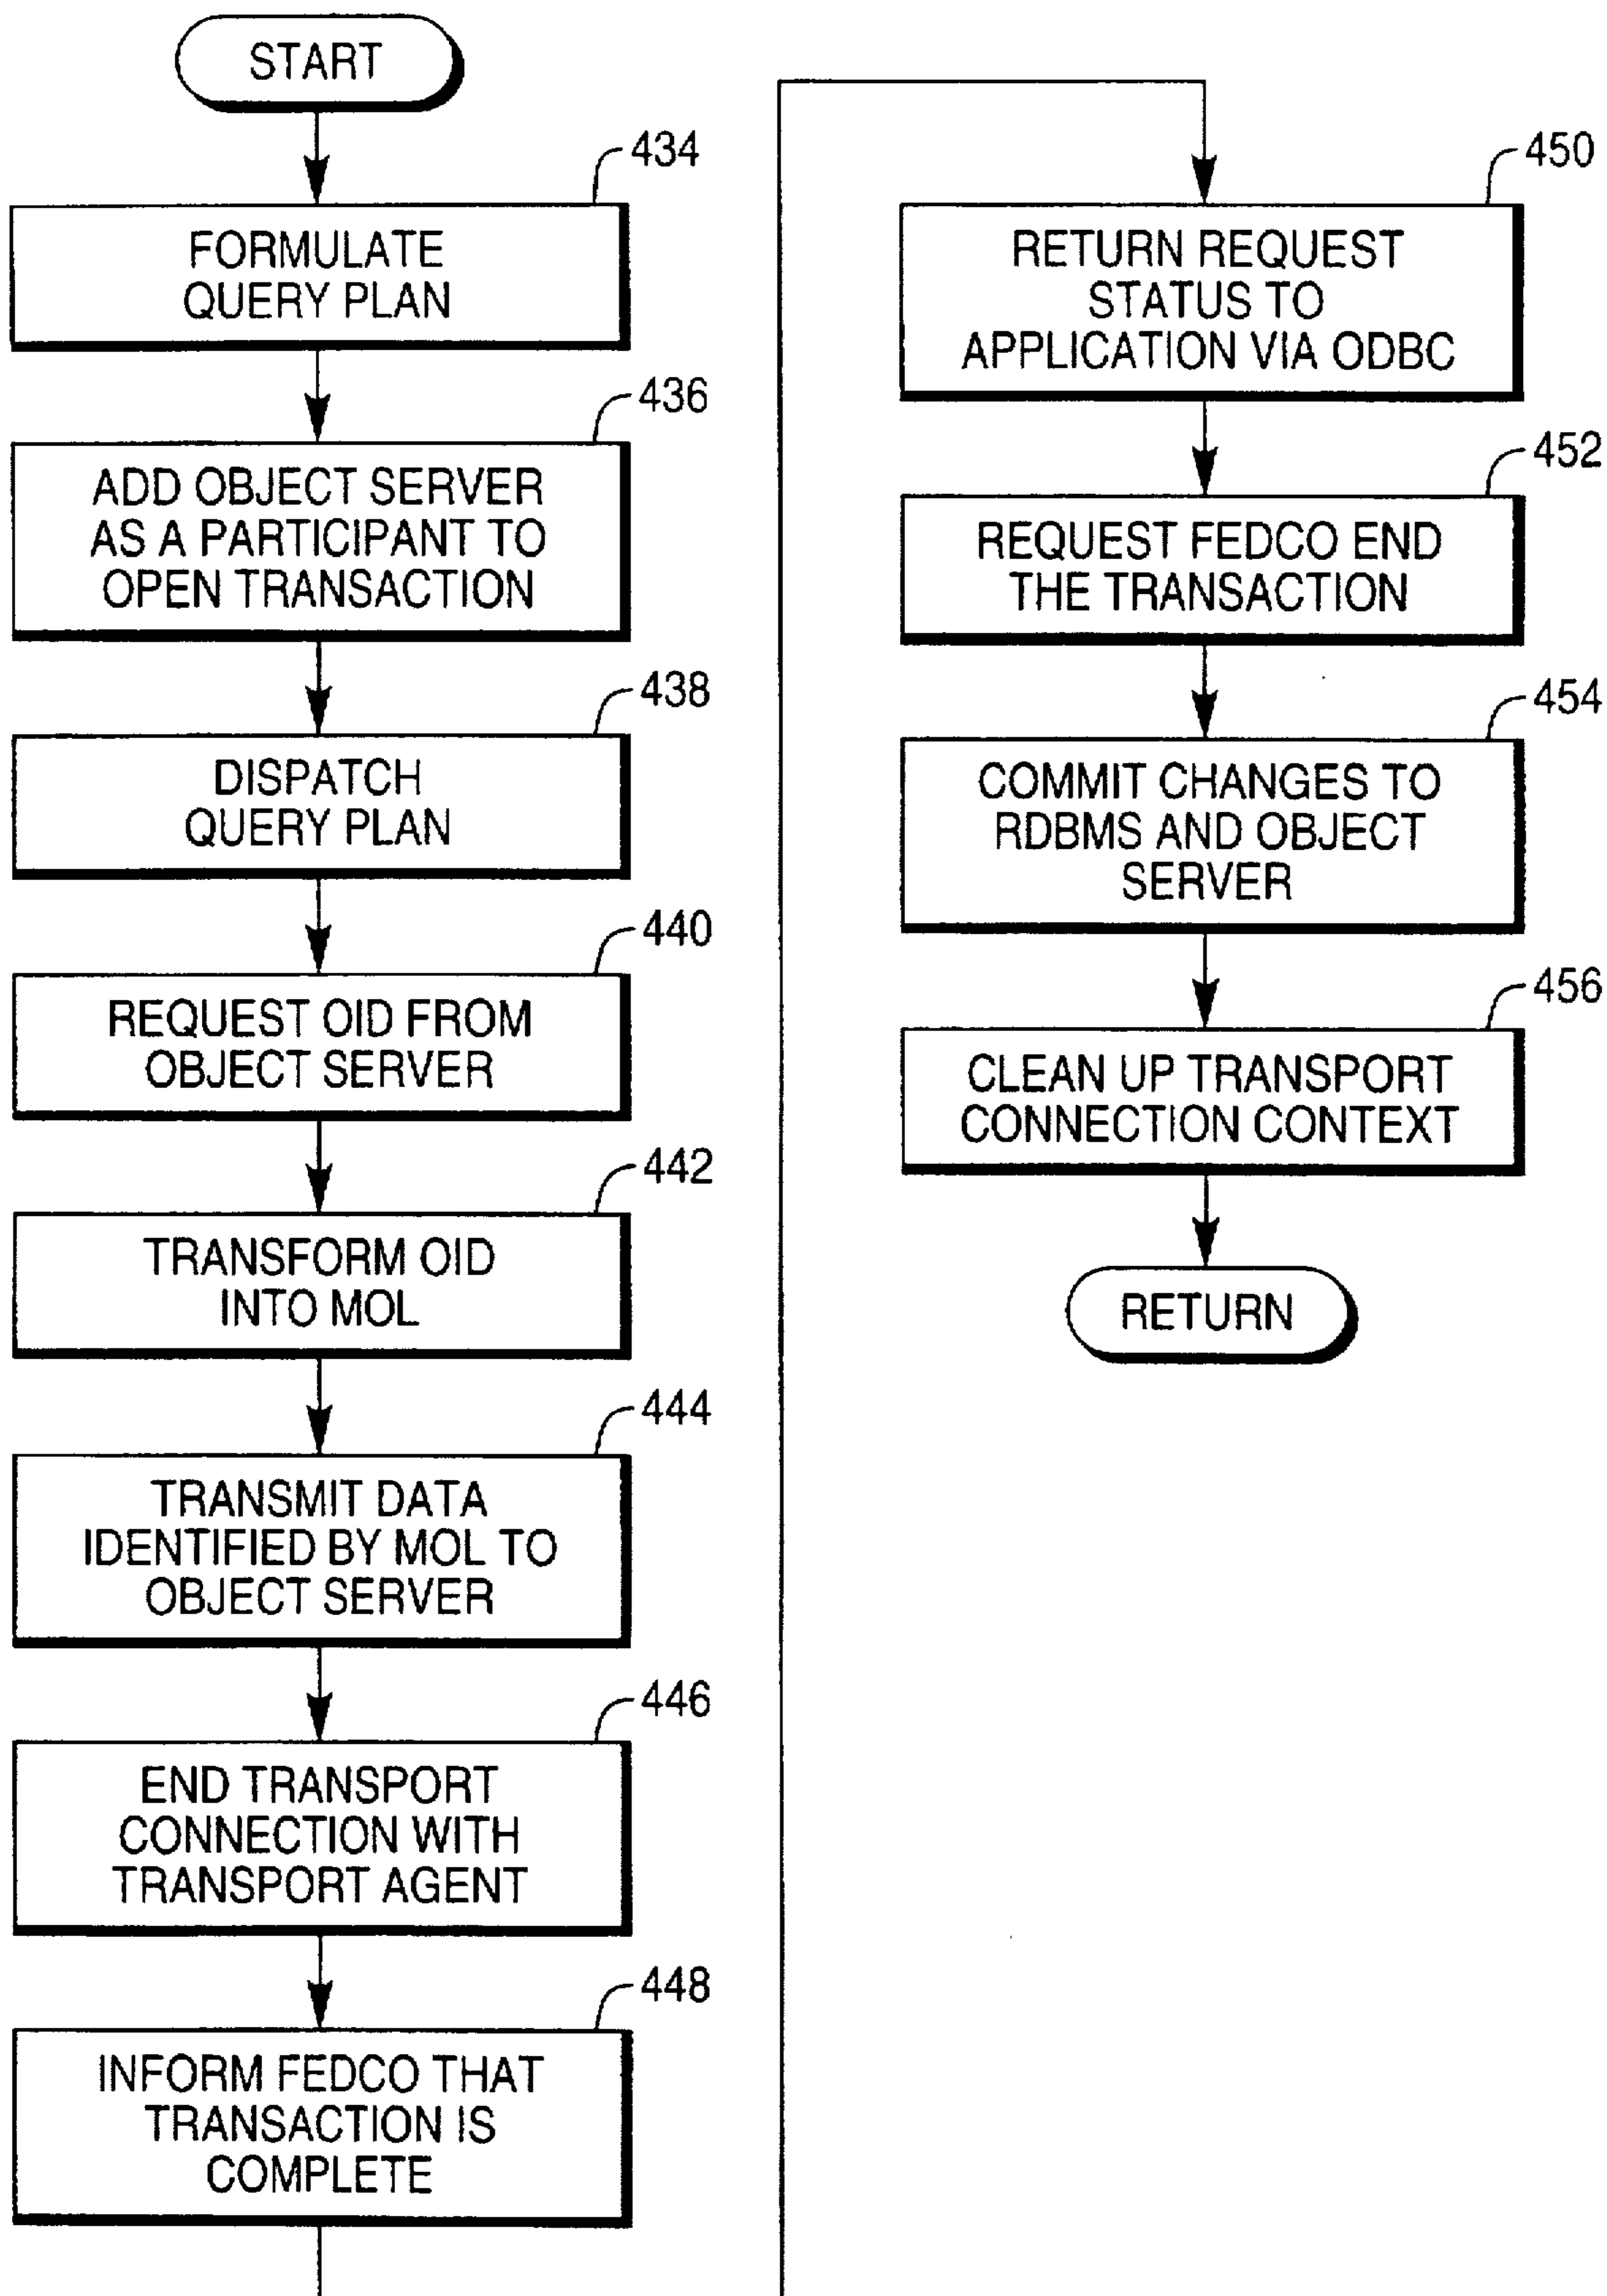 START
434
FORMULATE
QUERY PLAN
436
ADD OBJECT SERVER
AS A PARTICIPANT TO
OPEN TRANSACTION
438
DISPATCH
QUERY PLAN
440
REQUEST OID FROM
OBJECT SERVER
442
TRANSFORM OID
INTO MOL
444
TRANSMIT DATA
IDENTIFIED BY MOL TO
OBJECT SERVER
446
END TRANSPORT
CONNECTION WITH
TRANSPORT AGENT
448
INFORM FEDCO THAT
TRANSACTION IS
COMPLETE
450
RETURN REQUEST
STATUS TO
APPLICATION VIA ODBC
452
REQUEST FEDCO END
THE TRANSACTION
454
COMMIT CHANGES TO
RDBMS AND OBJECT
SERVER
456
CLEAN UP TRANSPORT
CONNECTION CONTEXT
RETURN